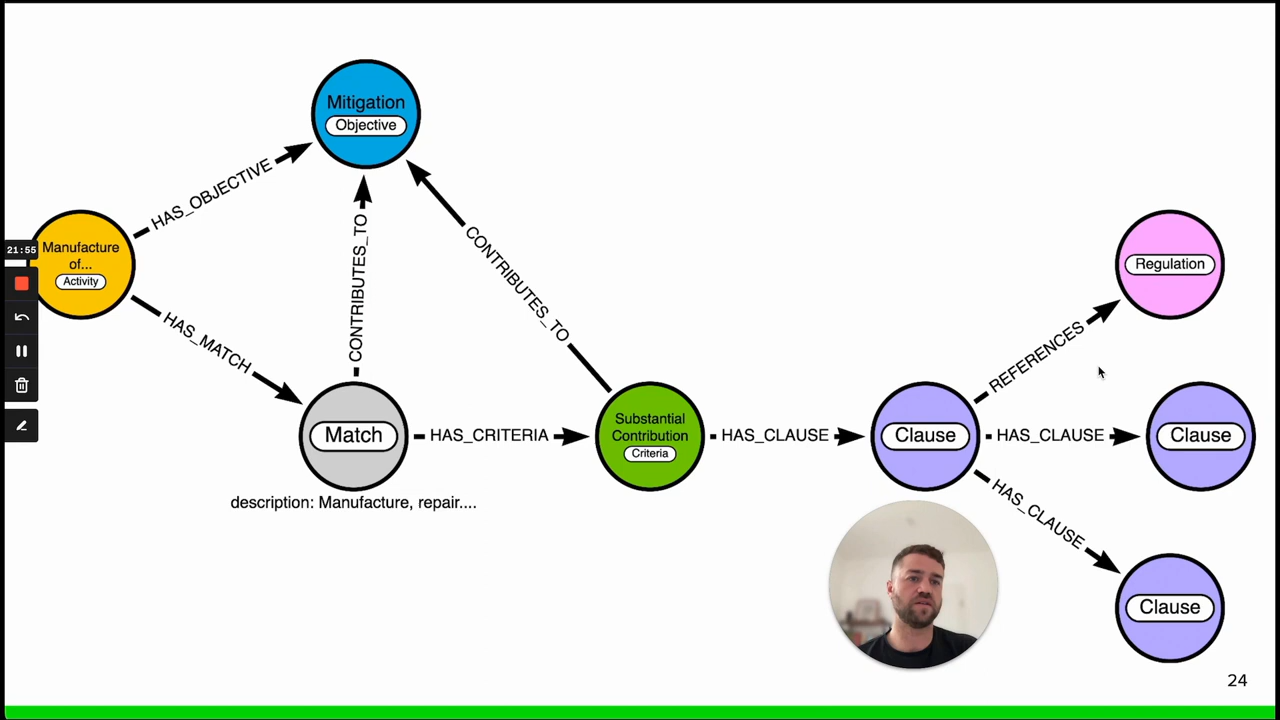 Mitigation
Objective
HAS_OBJECTIVE
Manufacture
of...
Activity
21:55
HAS_MATCH
CONTRIBUTES_TO
CONTRIBUTES_TO
Match
description: Manufacture, repair....
HAS_CRITERIA
Substantial
Contribution
Criteria
HAS_CLAUSE
Clause
REFERENCES
Regulation
HAS_CLAUSE
Clause
HAS_CLAUSE
Clause
24